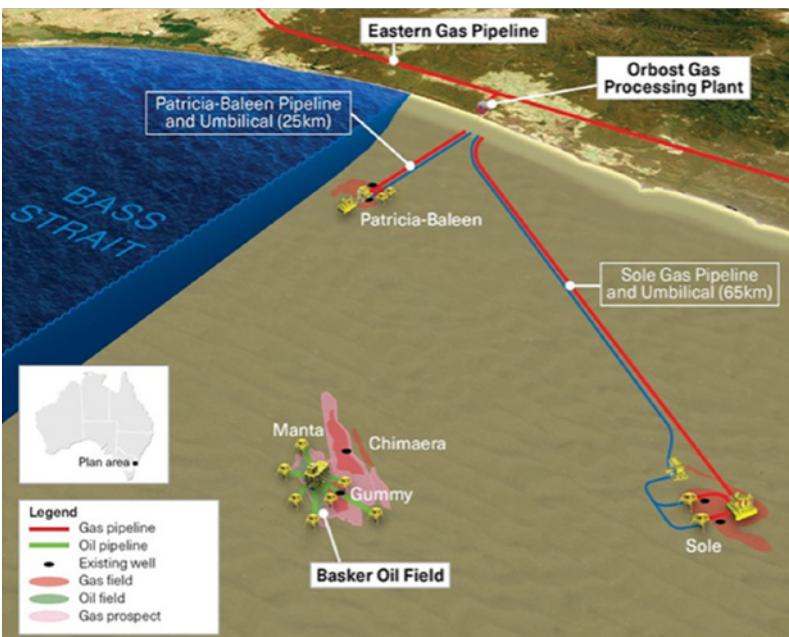 Eastern Gas Pipeline
Orbost Gas
Processing Plant
Patricia-Baleen Pipeline
and Umbilical (25km)
BASS
STRAIT
Patricia-Baleen
Sole Gas Pipeline
and Umbilical (65km)
Plan area
Manta
Chimaera
Gummy
Basker Oil Field
Sole
Legend
Gas pipeline
Oil pipeline
Existing well
Gas field
Oil field
Gas prospect